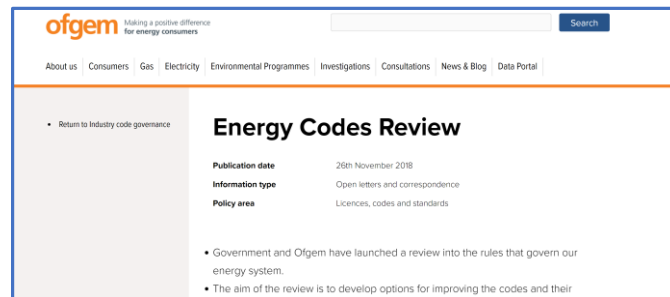 ofgem Making a positive difference
for energy consumers
Search
About us Consumers Gas Electricity Environmental Programmes Investigations Consultations News & Blog Data Portal
• Return to Industry code governance
Energy Codes Review
Publication date 26th November 2018
Information type Open letters and correspondence
Policy area Licences, codes and standards
• Government and Ofgem have launched a review into the rules that govern our
energy system.
• The aim of the review is to develop options for improving the codes and their